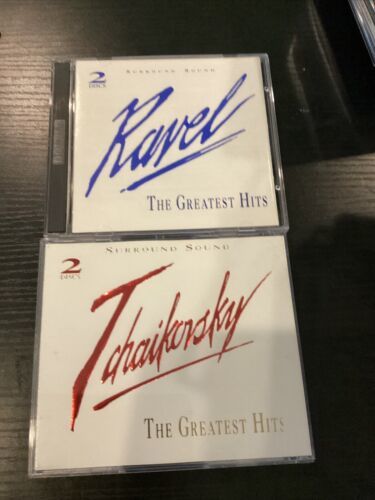 2
DISCS
SURROUND SOUND
Ravel
THE GREATEST HITS
2
DISCS
SURROUND SOUND
Tchaikovsky
THE GREATEST HITS